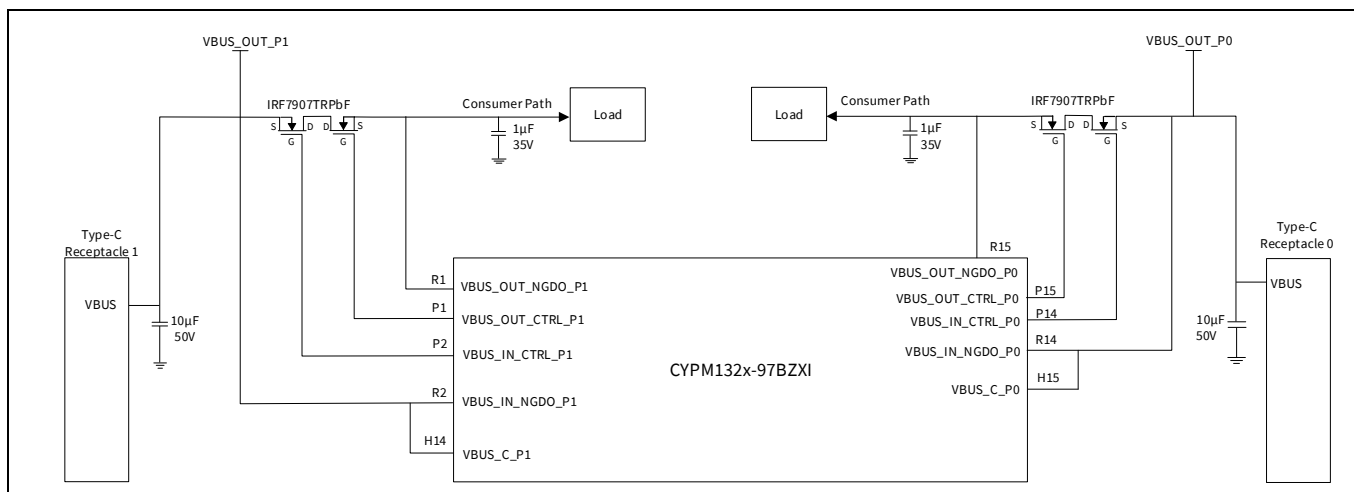 VBUS_OUT_P1
VBUS_OUT_P0
IRF7907TRPbF
Consumer Path
Load
Load
Consumer Path
IRF7907TRPbF
S D D S
G G
1µF
35V
1µF
35V
S D D S
G G
Type-C
Receptacle 1
VBUS
10µF
50V
Type-C
Receptacle 0
VBUS
10µF
50V
R1 VBUS_OUT_NGDO_P1
P1 VBUS_OUT_CTRL_P1
P2 VBUS_IN_CTRL_P1
R2 VBUS_IN_NGDO_P1
H14 VBUS_C_P1
CYPM132x-97BZXI
R15
VBUS_OUT_NGDO_P0
VBUS_OUT_CTRL_P0 P15
VBUS_IN_CTRL_P0 P14
VBUS_IN_NGDO_P0 R14
VBUS_C_P0 H15